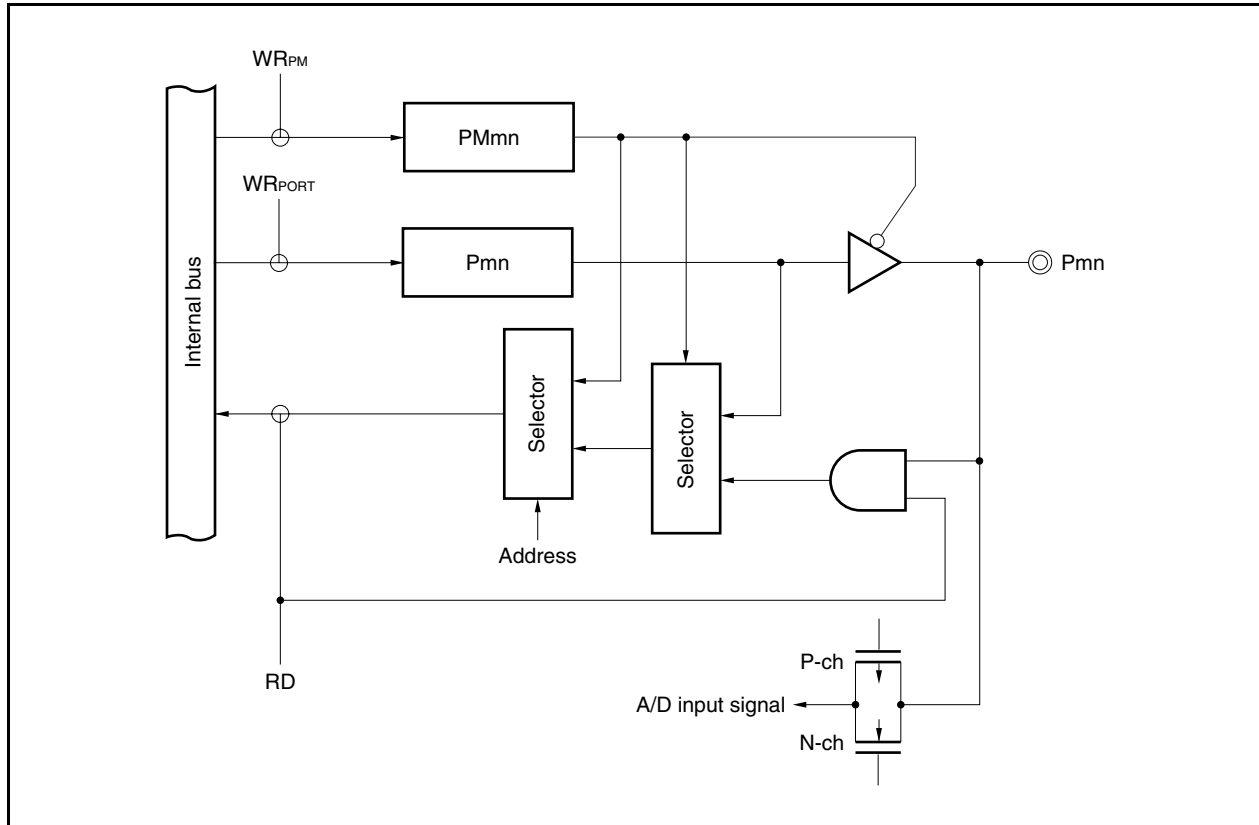 WRPM
PMmn
WRPORT
Pmn
Pmn
Internal bus
Selector
Selector
Address
RD
P-ch
A/D input signal
N-ch